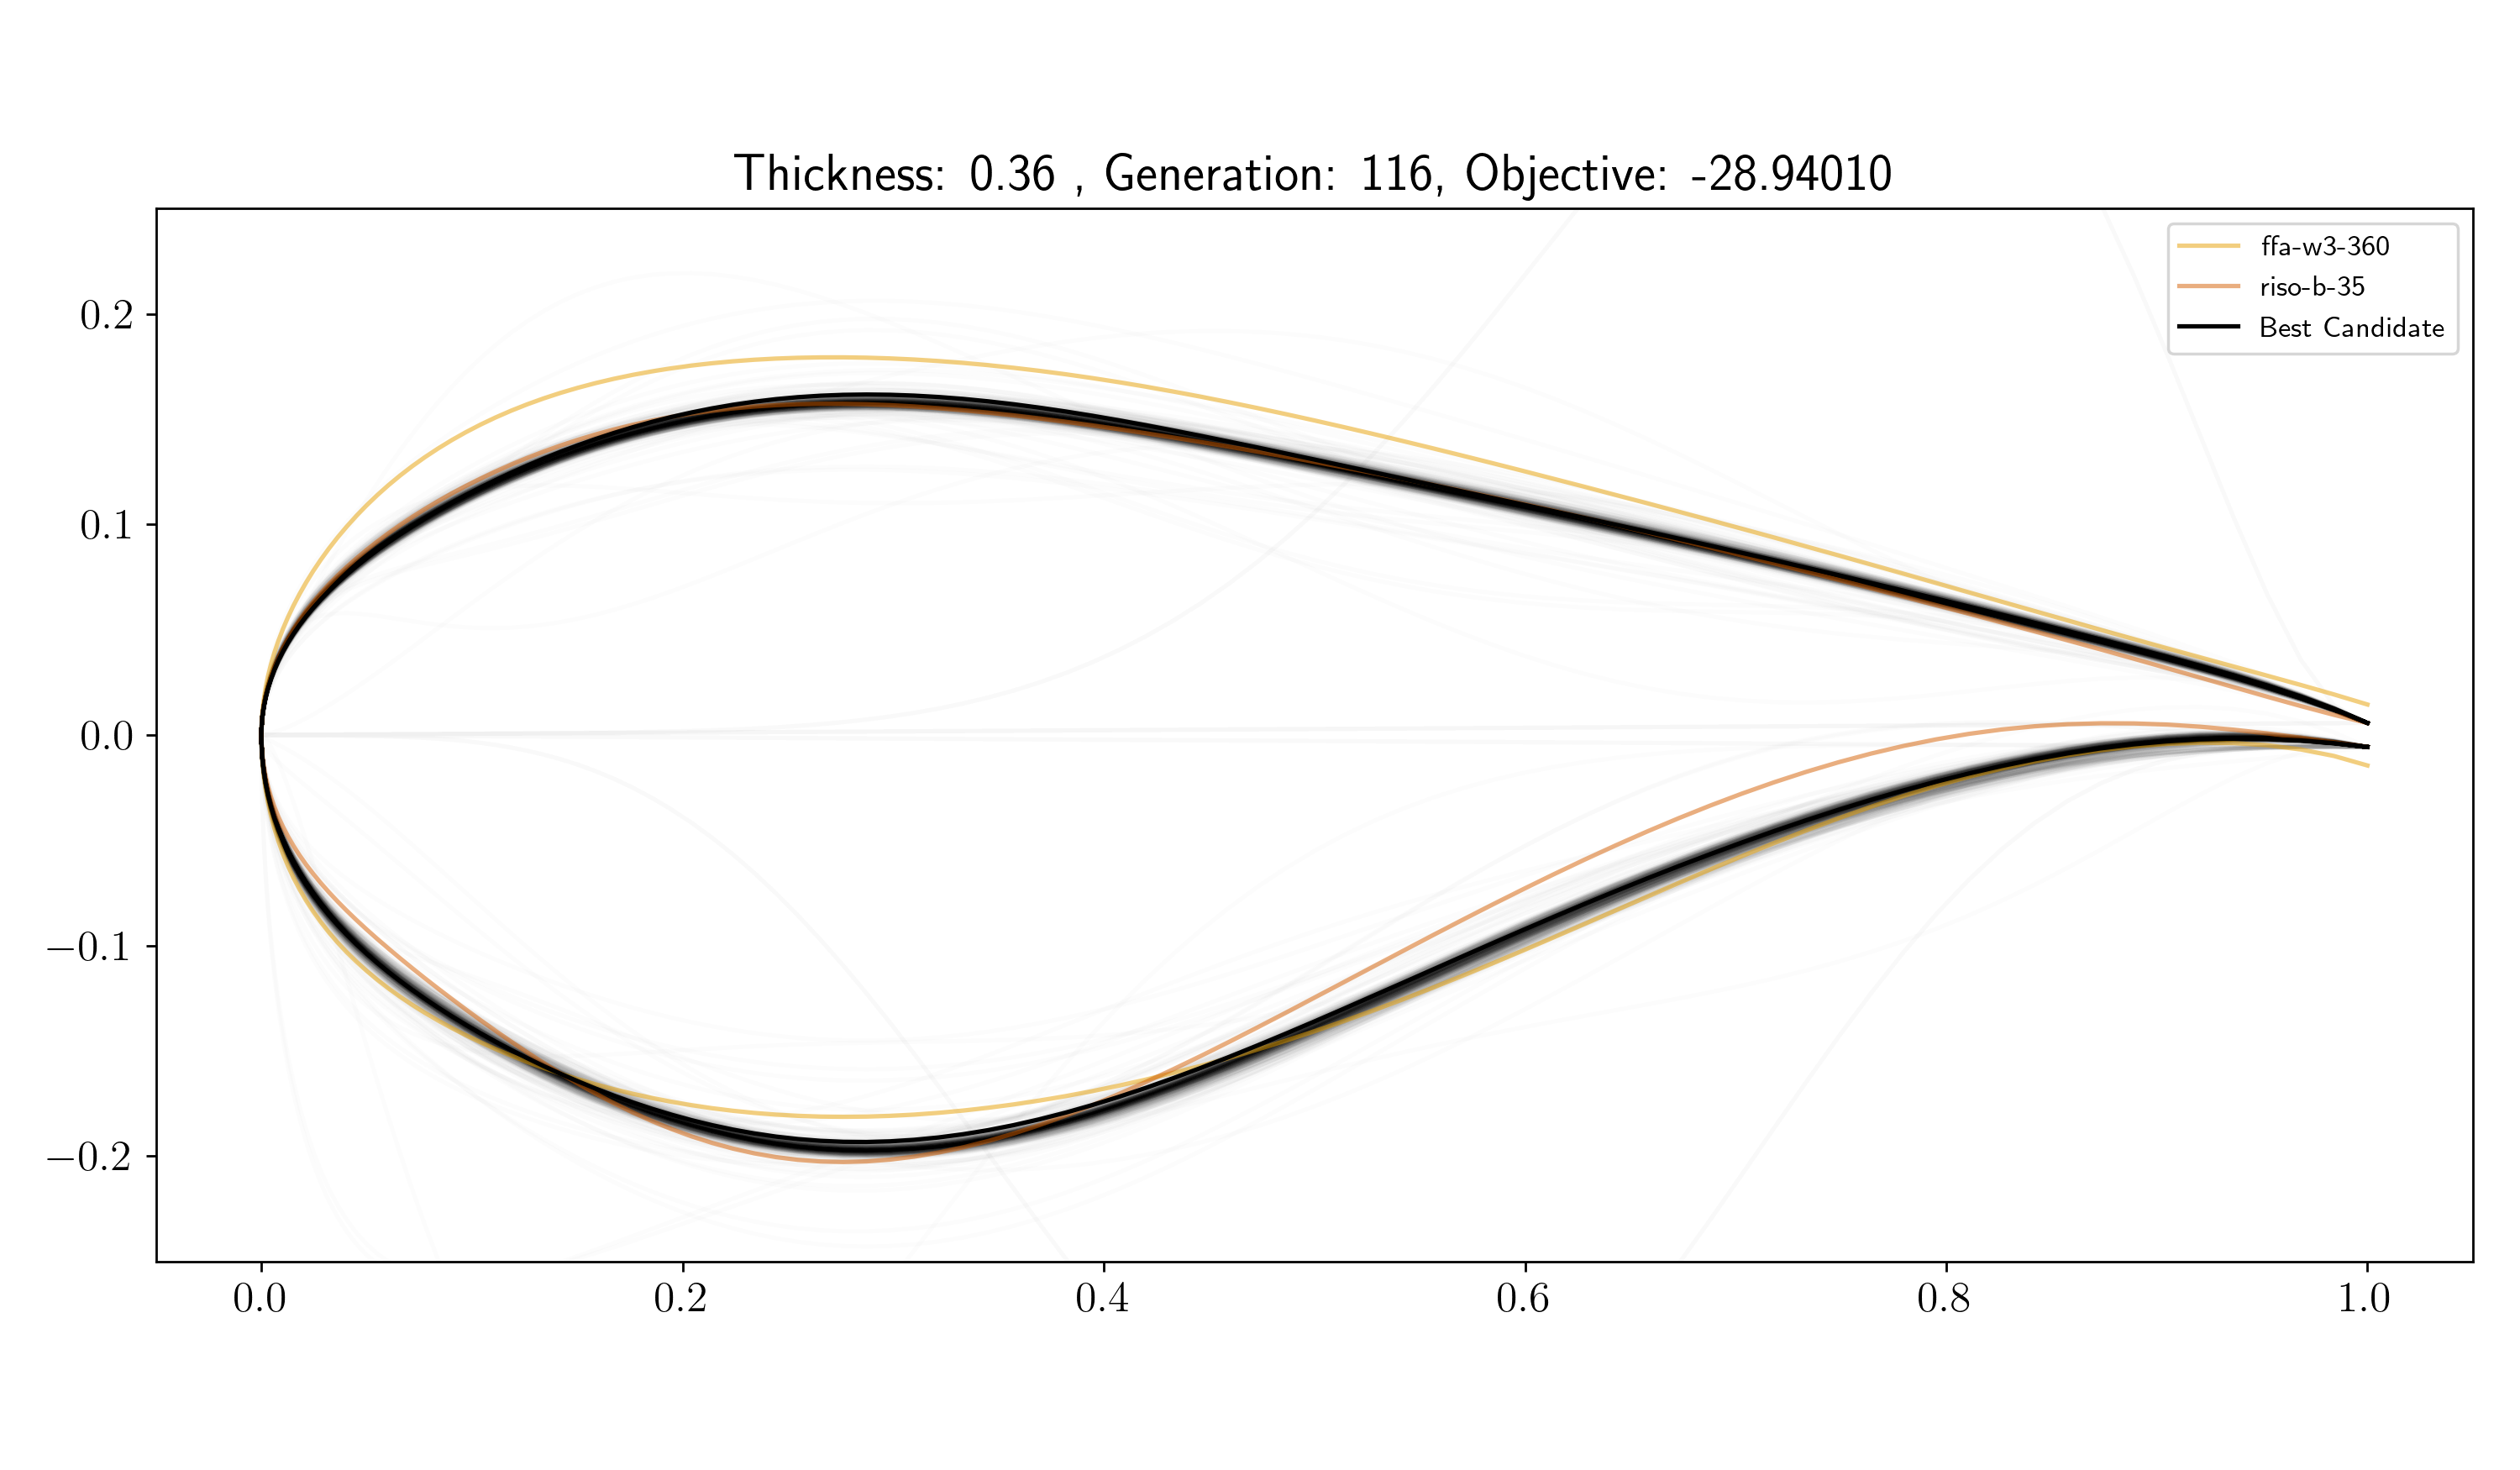 Thickness: 0.36 , Generation: 116, Objective: -28.94010
ffa-w3-360
riso-b-35
Best Candidate
0.2
0.1
0.0
−0.1
−0.2
0.0 0.2 0.4 0.6 0.8 1.0